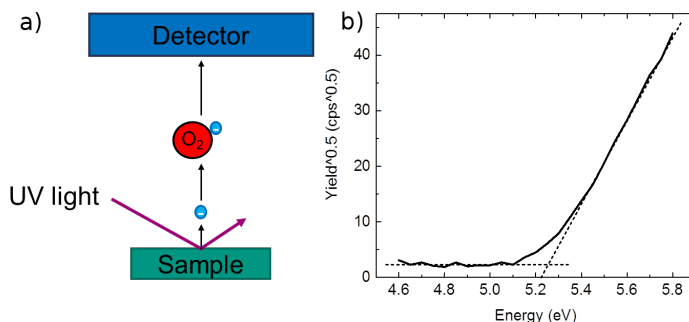 a)
Detector
O2
-
UV light
-
Sample
b)
Yield^0.5 (cps^0.5)
40
30
20
10
0
4.6 4.8 5.0 5.2 5.4 5.6 5.8
Energy (eV)